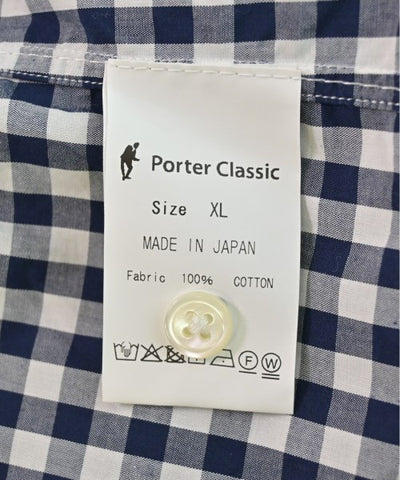 Porter Classic
Size XL
MADE IN JAPAN
Fabric 100% COTTON
F W